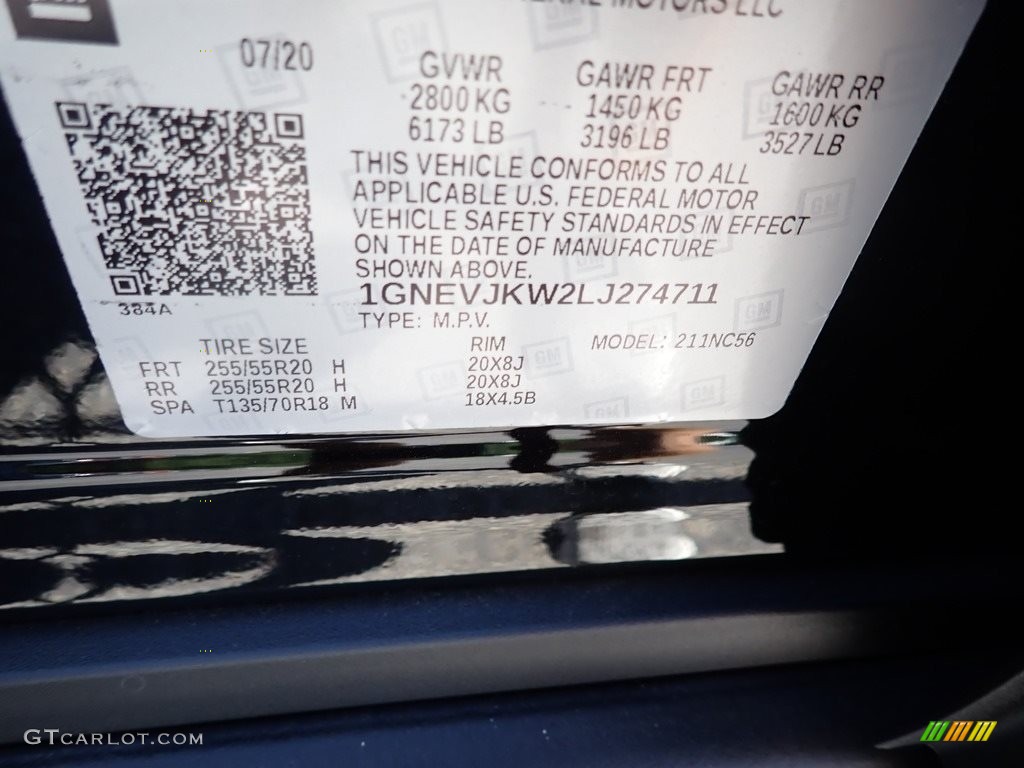 MOTORS LLC
07/20
GVWR GAWR FRT GAWR RR
2800 KG 1450 KG 1600 KG
6173 LB 3196 LB 3527 LB
THIS VEHICLE CONFORMS TO ALL
APPLICABLE U.S. FEDERAL MOTOR
VEHICLE SAFETY STANDARDS IN EFFECT
ON THE DATE OF MANUFACTURE
SHOWN ABOVE.
1GNEVJKW2LJ274711
384A
TYPE: M.P.V.
TIRE SIZE RIM MODEL: 211NC56
FRT 255/55R20 H 20X8J
RR 255/55R20 H 20X8J
SPA T135/70R18 M 18X4.5B
GTCARLOT.COM